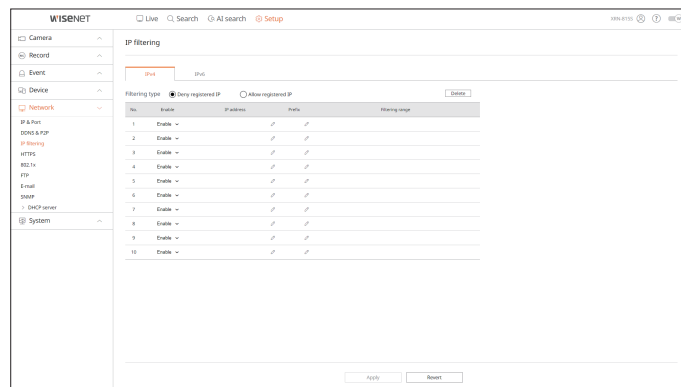 WISENET
Live Search AI search Setup
XRN-815S
Camera
Record
Event
Device
Network
IP & Port
DDNS & P2P
IP filtering
HTTPS
802.1x
FTP
E-mail
SNMP
> DHCP server
System
IP filtering
IPv4 IPv6
Filtering type Deny registered IP Allow registered IP Delete
No. Enable IP address Prefix Filtering range
1 Enable
2 Enable
3 Enable
4 Enable
5 Enable
6 Enable
7 Enable
8 Enable
9 Enable
10 Enable
Apply Revert